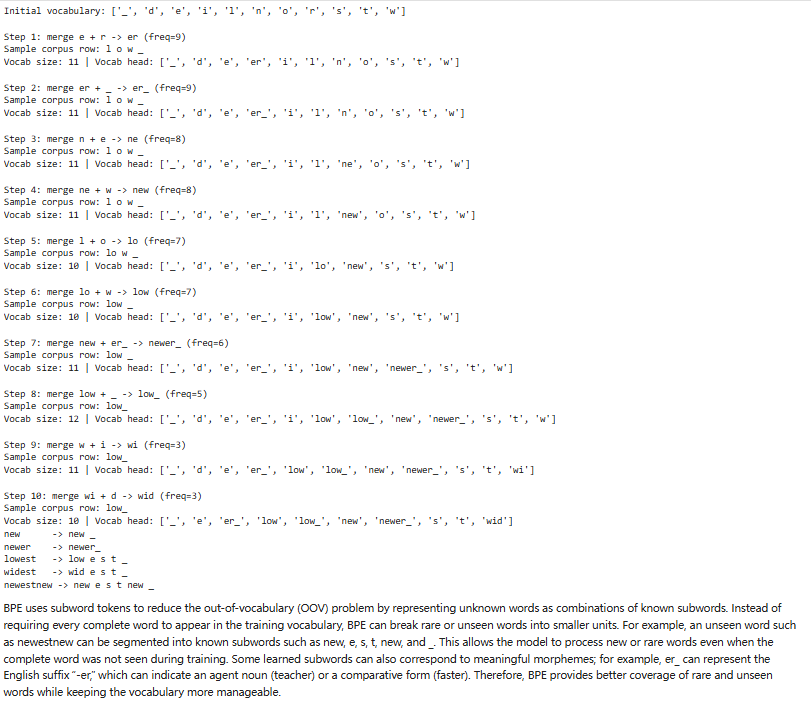 Initial vocabulary: ['_', 'd', 'e', 'i', 'l', 'n', 'o', 'r', 's', 't', 'w']
Step 1: merge e + r -> er (freq=9)
Sample corpus row: l o w _
Vocab size: 11 | Vocab head: ['_', 'd', 'e', 'er', 'i', 'l', 'n', 'o', 's', 't', 'w']
Step 2: merge er + _ -> er_ (freq=9)
Sample corpus row: l o w _
Vocab size: 11 | Vocab head: ['_', 'd', 'e', 'er_', 'i', 'l', 'n', 'o', 's', 't', 'w']
Step 3: merge n + e -> ne (freq=8)
Sample corpus row: l o w _
Vocab size: 11 | Vocab head: ['_', 'd', 'e', 'er_', 'i', 'l', 'ne', 'o', 's', 't', 'w']
Step 4: merge ne + w -> new (freq=8)
Sample corpus row: l o w _
Vocab size: 11 | Vocab head: ['_', 'd', 'e', 'er_', 'i', 'l', 'new', 'o', 's', 't', 'w']
Step 5: merge l + o -> lo (freq=7)
Sample corpus row: lo w _
Vocab size: 10 | Vocab head: ['_', 'd', 'e', 'er_', 'i', 'lo', 'new', 's', 't', 'w']
Step 6: merge lo + w -> low (freq=7)
Sample corpus row: low _
Vocab size: 10 | Vocab head: ['_', 'd', 'e', 'er_', 'i', 'low', 'new', 's', 't', 'w']
Step 7: merge new + er_ -> newer_ (freq=6)
Sample corpus row: low _
Vocab size: 11 | Vocab head: ['_', 'd', 'e', 'er_', 'i', 'low', 'new', 'newer_', 's', 't', 'w']
Step 8: merge low + _ -> low_ (freq=5)
Sample corpus row: low_
Vocab size: 12 | Vocab head: ['_', 'd', 'e', 'er_', 'i', 'low', 'low_', 'new', 'newer_', 's', 't', 'w']
Step 9: merge w + i -> wi (freq=3)
Sample corpus row: low_
Vocab size: 11 | Vocab head: ['_', 'd', 'e', 'er_', 'low', 'low_', 'new', 'newer_', 's', 't', 'wi']
Step 10: merge wi + d -> wid (freq=3)
Sample corpus row: low_
Vocab size: 10 | Vocab head: ['_', 'e', 'er_', 'low', 'low_', 'new', 'newer_', 's', 't', 'wid']
new -> new _
newer -> newer_
lowest -> low e s t _
widest -> wid e s t _
newestnew -> new e s t new _
BPE uses subword tokens to reduce the out-of-vocabulary (OOV) problem by representing unknown words as combinations of known subwords. Instead of
requiring every complete word to appear in the training vocabulary, BPE can break rare or unseen words into smaller units. For example, an unseen word such
as newestnew can be segmented into known subwords such as new, e, s, t, new, and _. This allows the model to process new or rare words even when the
complete word was not seen during training. Some learned subwords can also correspond to meaningful morphemes; for example, er_ can represent the
English suffix "-er," which can indicate an agent noun (teacher) or a comparative form (faster). Therefore, BPE provides better coverage of rare and unseen
words while keeping the vocabulary more manageable.